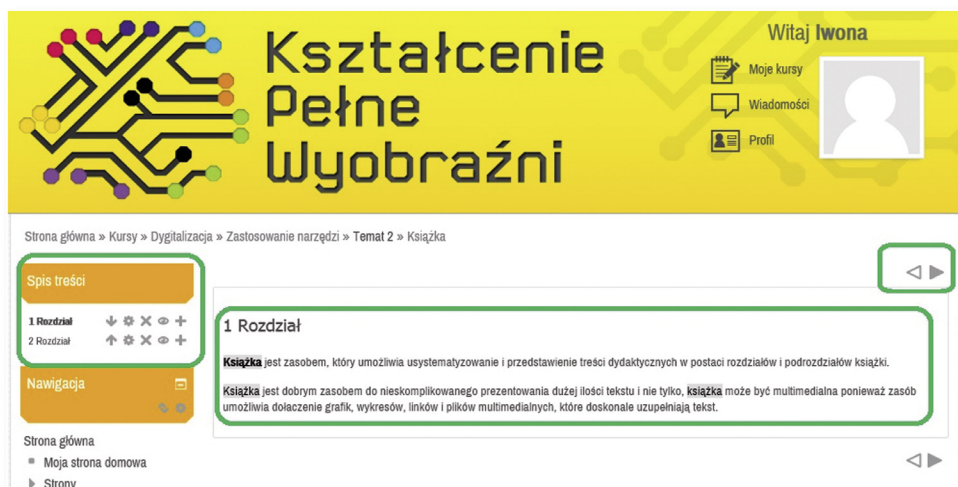 Kształcenie
Pełne
Wyobraźni
Witaj Iwona
Moje kursy
Wiadomości
Profil
Strona główna » Kursy » Dygitalizacja » Zastosowanie narzędzi » Temat 2 » Książka
Spis treści
1 Rozdział
2 Rozdział
Nawigacja
Strona główna
Moja strona domowa
Strony
1 Rozdział
Książka jest zasobem, który umożliwia usystematyzowanie i przedstawienie treści dydaktycznych w postaci rozdziałów i podrozdziałów książki.
Książka jest dobrym zasobem do nieskomplikowanego prezentowania dużej ilości tekstu i nie tylko, książka może być multimedialna ponieważ zasób
umożliwia dołaczenie grafik, wykresów, linków i plików multimedialnych, które doskonale uzupełniają tekst.